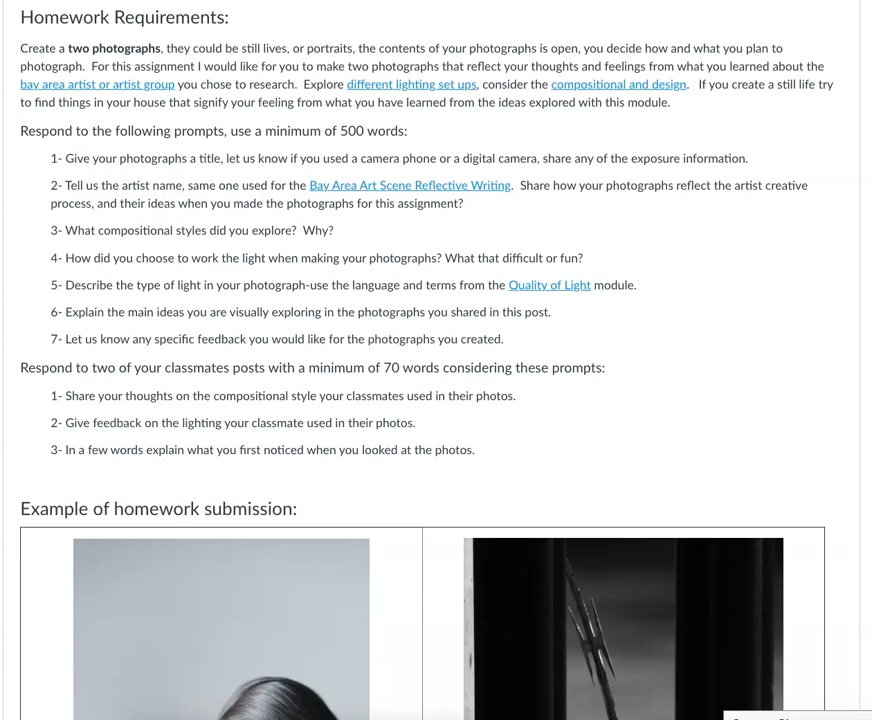 Homework Requirements:
Create a two photographs, they could be still lives, or portraits, the contents of your photographs is open, you decide how and what you plan to
photograph. For this assignment I would like for you to make two photographs that reflect your thoughts and feelings from what you learned about the
bay area artist or artist group you chose to research. Explore different lighting set ups, consider the compositional and design. If you create a still life try
to find things in your house that signify your feeling from what you have learned from the ideas explored with this module.
Respond to the following prompts, use a minimum of 500 words:
1- Give your photographs a title, let us know if you used a camera phone or a digital camera, share any of the exposure information.
2- Tell us the artist name, same one used for the Bay Area Art Scene Reflective Writing. Share how your photographs reflect the artist creative
process, and their ideas when you made the photographs for this assignment?
3- What compositional styles did you explore? Why?
4- How did you choose to work the light when making your photographs? What that difficult or fun?
5- Describe the type of light in your photograph-use the language and terms from the Quality of Light module.
6- Explain the main ideas you are visually exploring in the photographs you shared in this post.
7- Let us know any specific feedback you would like for the photographs you created.
Respond to two of your classmates posts with a minimum of 70 words considering these prompts:
1- Share your thoughts on the compositional style your classmates used in their photos.
2- Give feedback on the lighting your classmate used in their photos.
3- In a few words explain what you first noticed when you looked at the photos.
Example of homework submission: